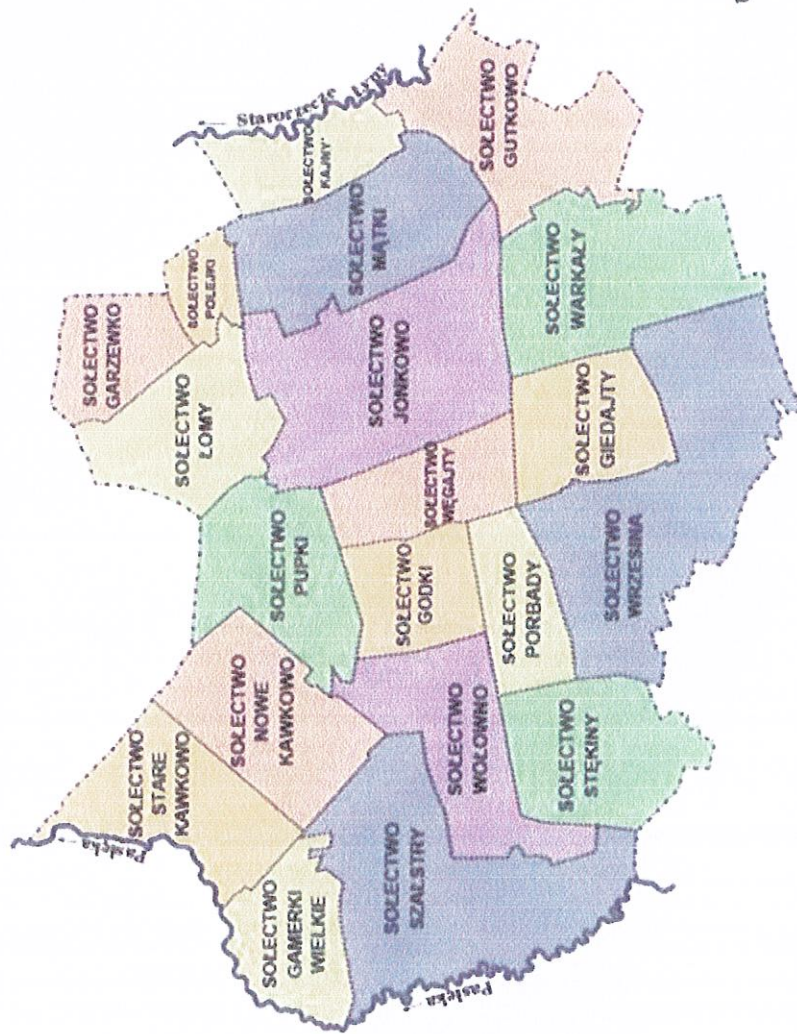 SOŁECTWO
STARE
KAWKOWO
SOŁECTWO
GAMERKI
WIELKIE
SOŁECTWO
NOWE
KAWKOWO
SOŁECTWO
SZAŁSTRY
SOŁECTWO
PUPKI
SOŁECTWO
WOŁOWNO
SOŁECTWO
STĘKINY
SOŁECTWO
GODKI
SOŁECTWO
PORBADY
SOŁECTWO
ŁOMY
SOŁECTWO
GARZEWKO
SOŁECTWO
POLEJKI
SOŁECTWO
WĘGAJTY
SOŁECTWO
JONKOWO
SOŁECTWO
MĄTKI
SOŁECTWO
KAJNY
SOŁECTWO
GIEDAJTY
SOŁECTWO
WRZESINA
SOŁECTWO
WARKAŁY
SOŁECTWO
GUTKOWO
Starorzecze Łyny
Pasłęka
Pasłęka